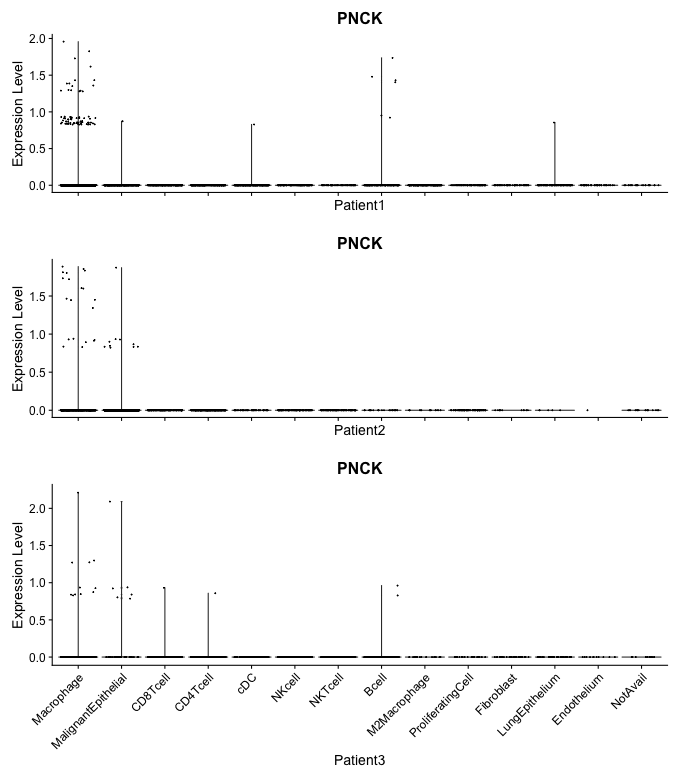 PNCK
Expression Level
2.0
1.5
1.0
0.5
0.0
Patient1
PNCK
Expression Level
1.5
1.0
0.5
0.0
Patient2
PNCK
Expression Level
2.0
1.5
1.0
0.5
0.0
Macrophage
MalignantEpithelial
CD8Tcell
CD4Tcell
cDC
NKcell
NKTcell
Bcell
M2Macrophage
ProliferatingCell
Fibroblast
LungEpithelium
Endothelium
NotAvail
Patient3